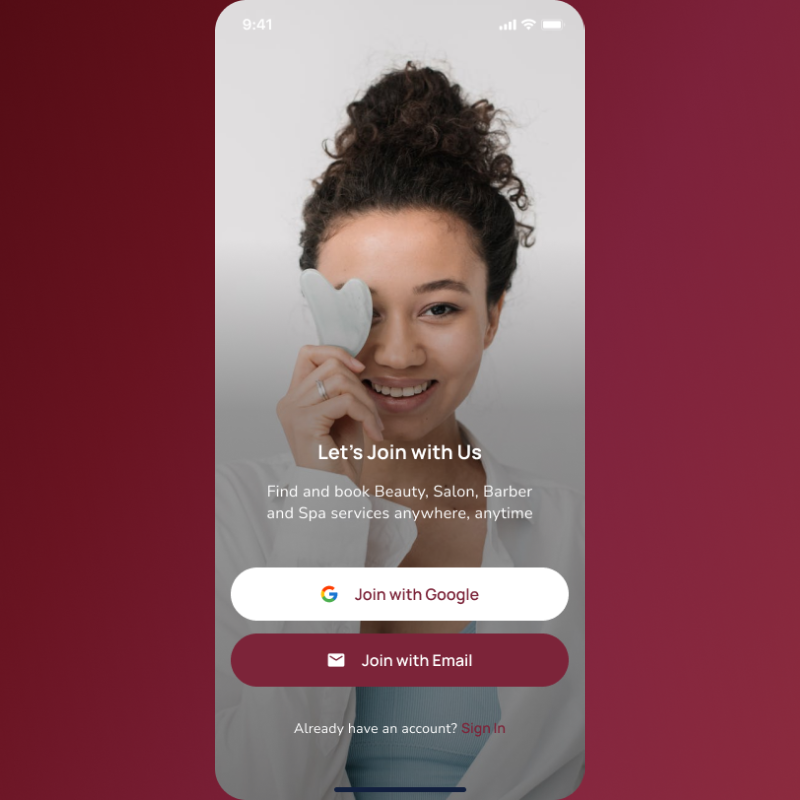 9:41
Let's Join with Us
Find and book Beauty, Salon, Barber
and Spa services anywhere, anytime
Join with Google
Join with Email
Already have an account? Sign In